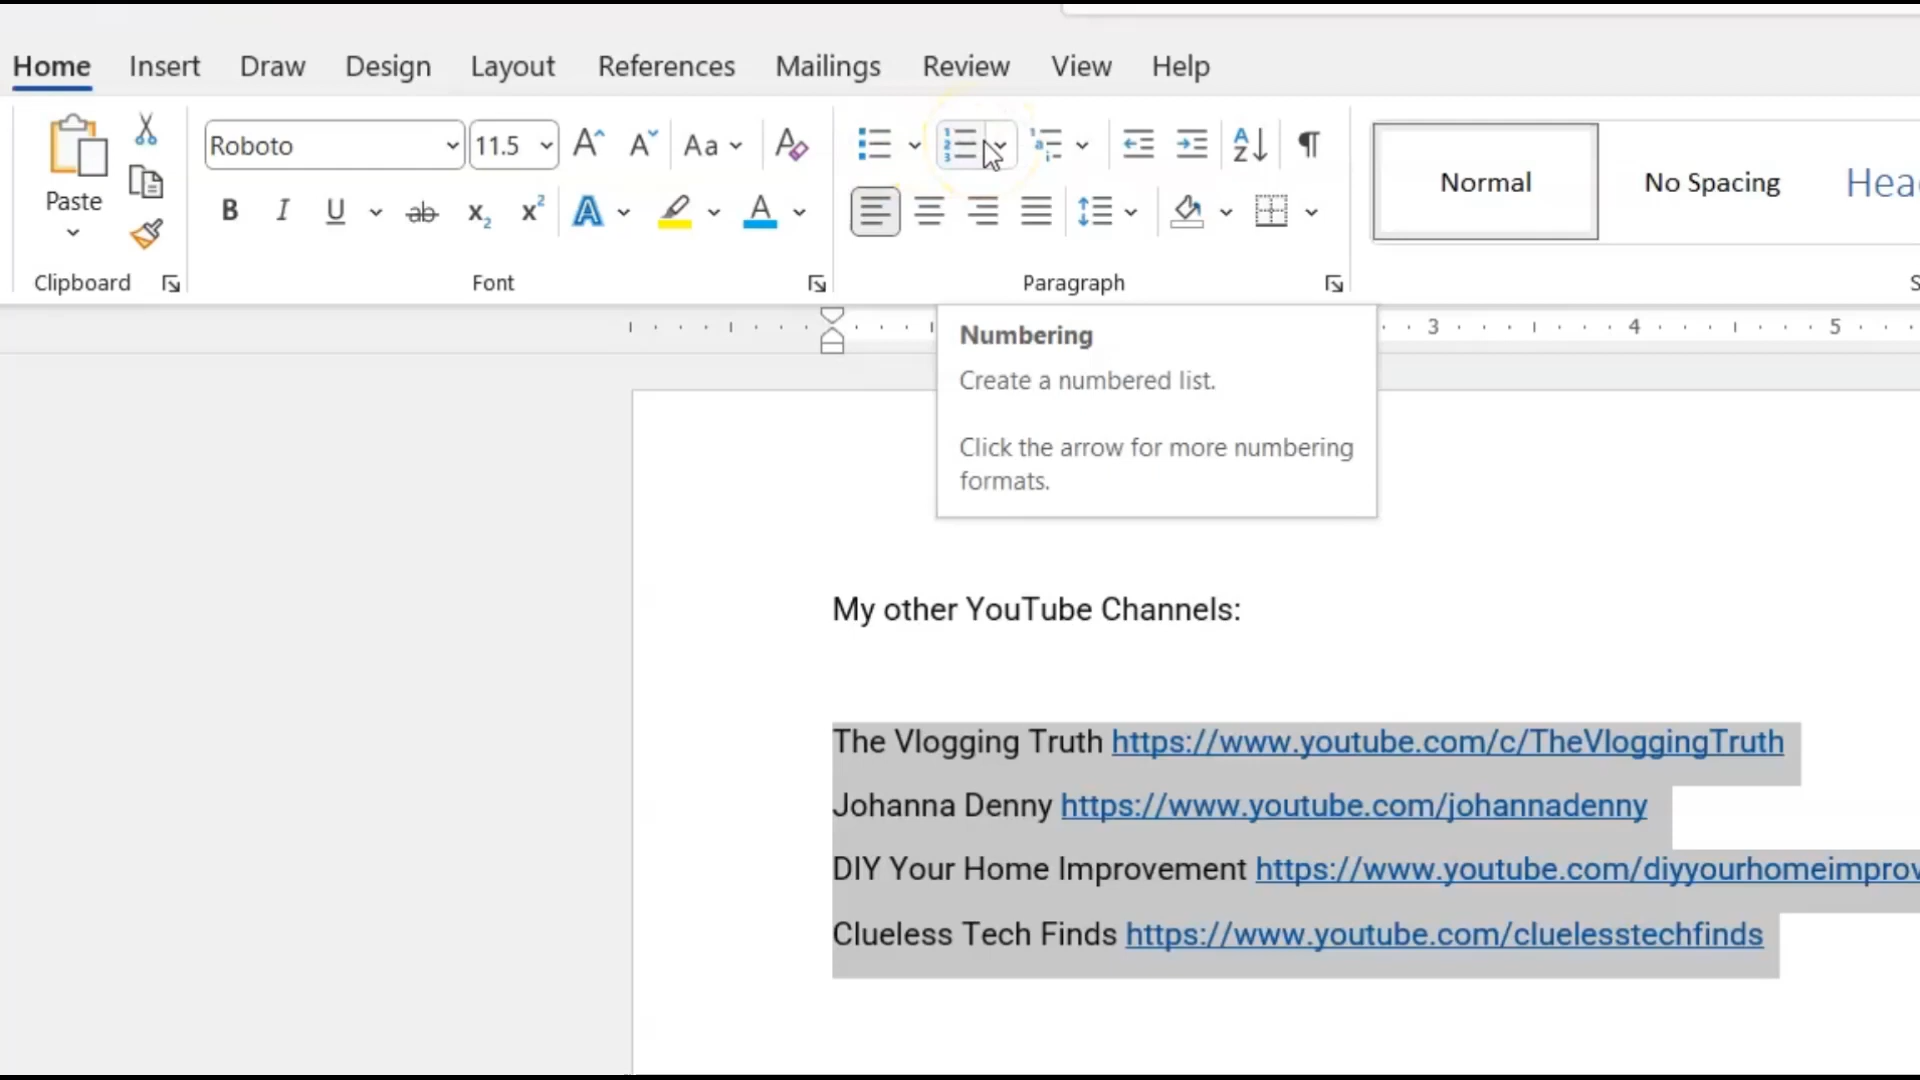 Home Insert Draw Design Layout References Mailings Review View Help
Roboto 11.5 Aa
Paste
Normal No Spacing
Clipboard Font Paragraph
3 4 5
Numbering
Create a numbered list.
Click the arrow for more numbering
formats.
My other YouTube Channels:
The Vlogging Truth https://www.youtube.com/c/TheVloggingTruth
Johanna Denny https://www.youtube.com/johannadenny
DIY Your Home Improvement https://www.youtube.com/diyyourhomeimprov
Clueless Tech Finds https://www.youtube.com/cluelesstechfinds